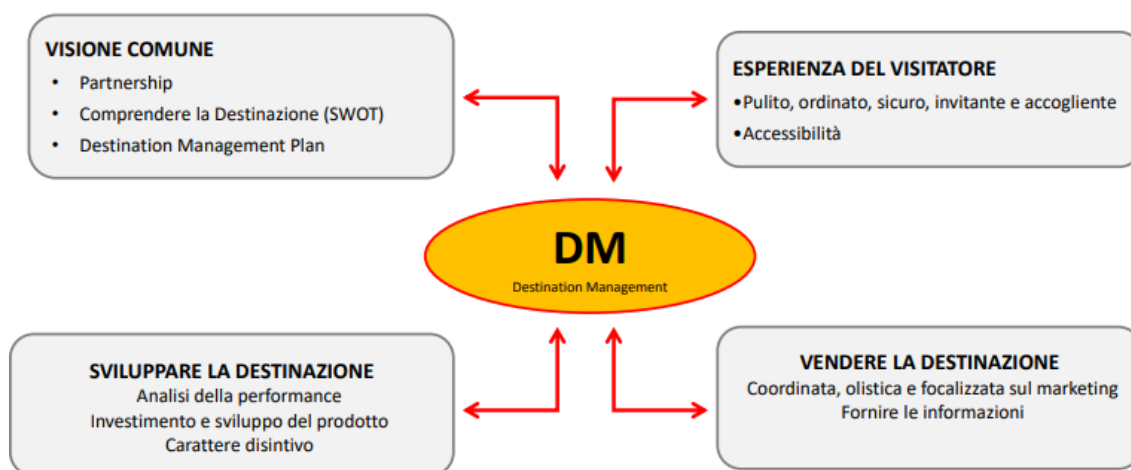 VISIONE COMUNE
• Partnership
• Comprendere la Destinazione (SWOT)
• Destination Management Plan
ESPERIENZA DEL VISITATORE
•Pulito, ordinato, sicuro, invitante e accogliente
•Accessibilità
DM
Destination Management
SVILUPPARE LA DESTINAZIONE
Analisi della performance
Investimento e sviluppo del prodotto
Carattere disintivo
VENDERE LA DESTINAZIONE
Coordinata, olistica e focalizzata sul marketing
Fornire le informazioni